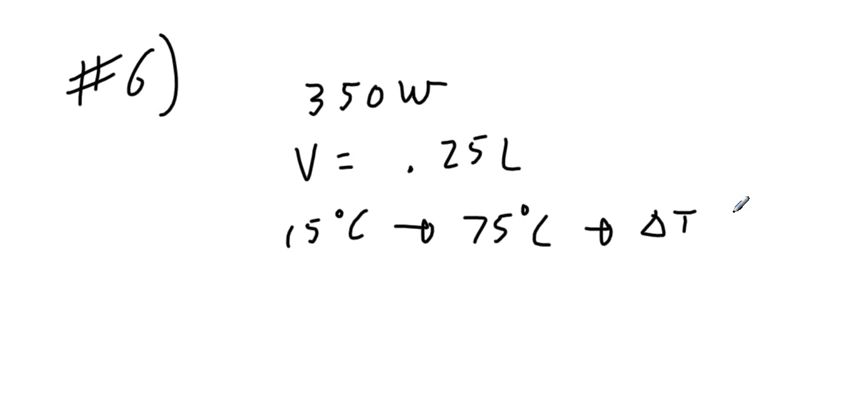 #6)
350W
V = .25L
15°C → 75°C → ΔT